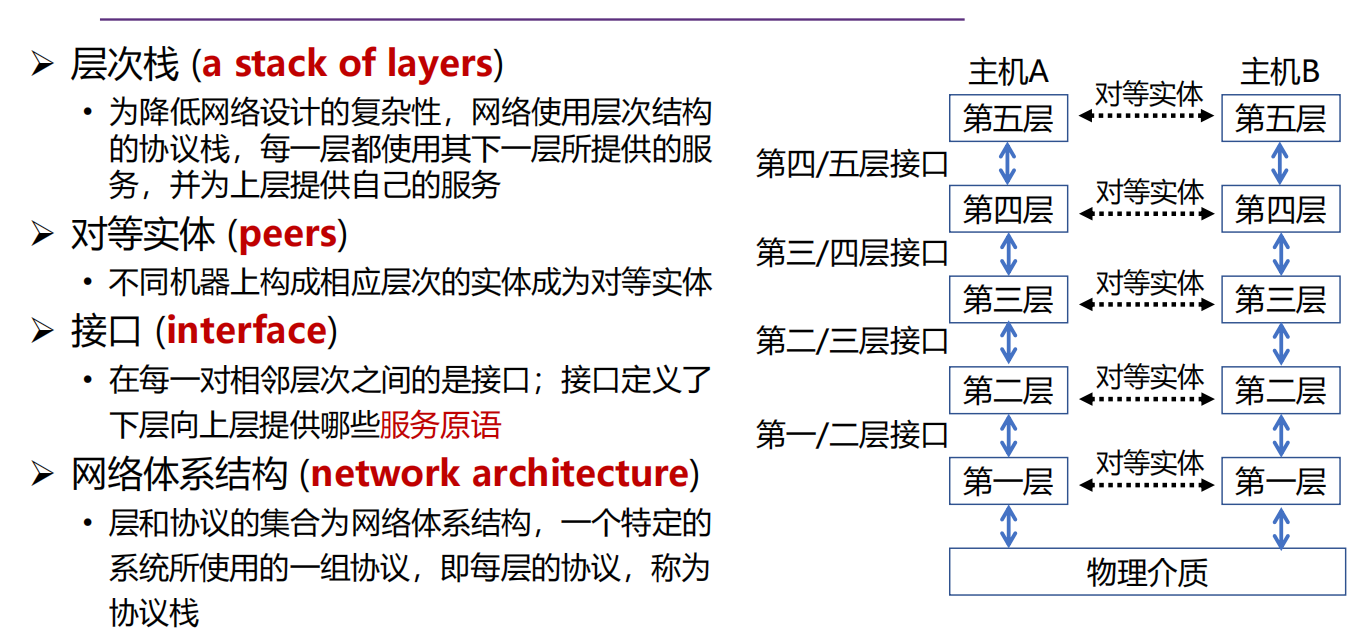 层次栈 (a stack of layers)
为降低网络设计的复杂性，网络使用层次结构
的协议栈，每一层都使用其下一层所提供的服
务，并为上层提供自己的服务
对等实体 (peers)
不同机器上构成相应层次的实体成为对等实体
接口 (interface)
在每一对相邻层次之间的是接口；接口定义了
下层向上层提供哪些服务原语
网络体系结构 (network architecture)
层和协议的集合为网络体系结构，一个特定的
系统所使用的一组协议，即每层的协议，称为
协议栈
主机A
主机B
第五层
对等实体
第五层
第四/五层接口
第四层
对等实体
第四层
第三/四层接口
第三层
对等实体
第三层
第二/三层接口
第二层
对等实体
第二层
第一/二层接口
第一层
对等实体
第一层
物理介质